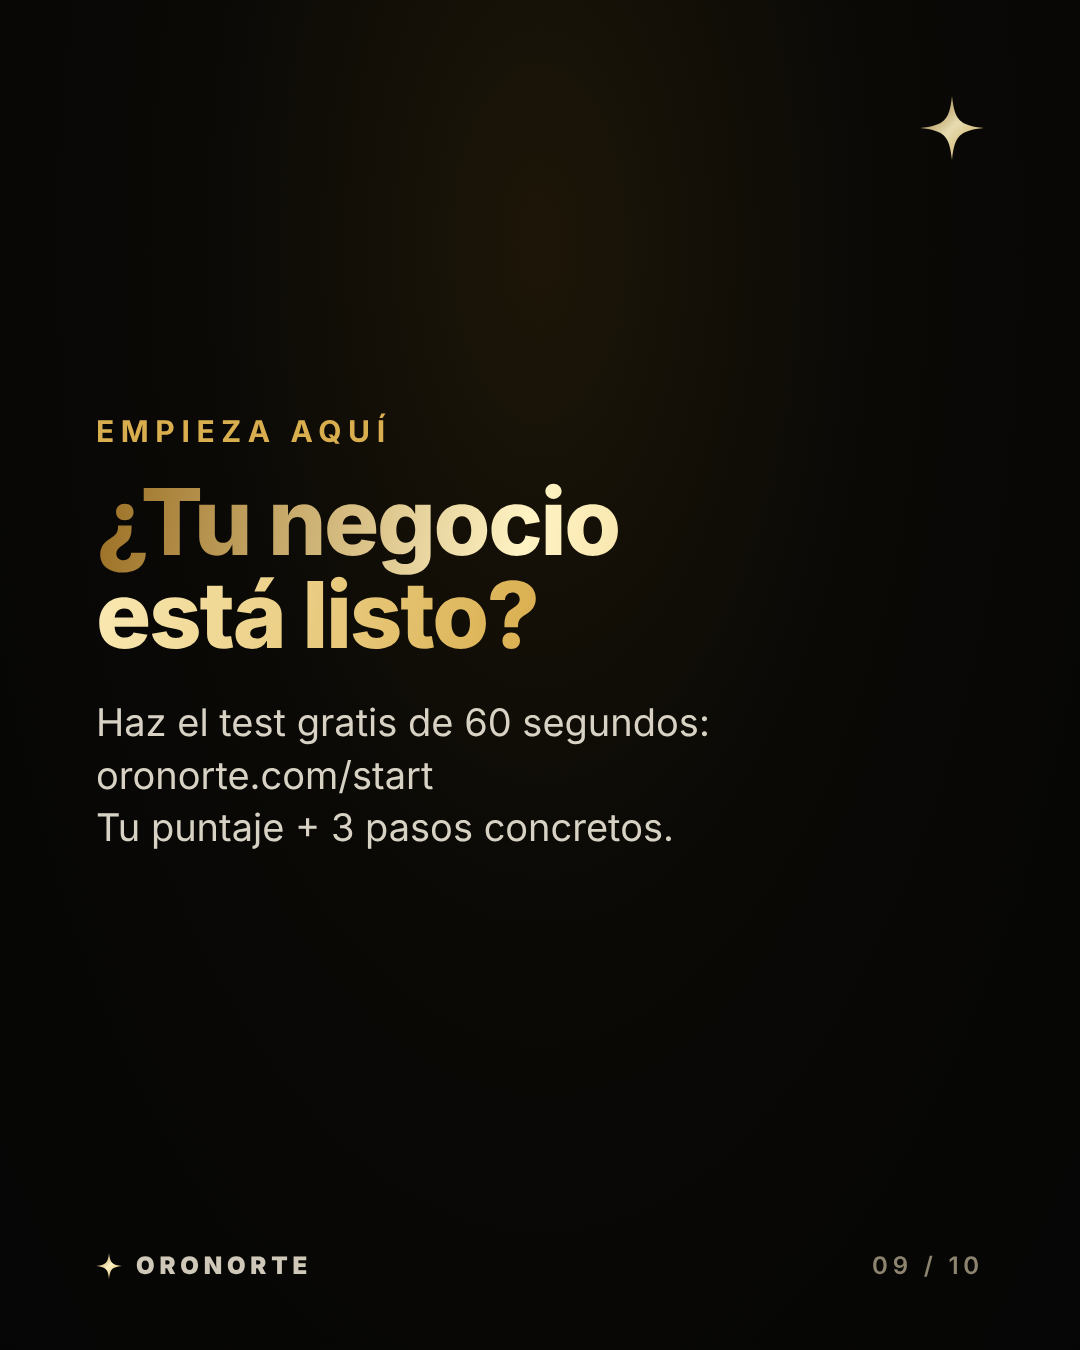 EMPIEZA AQUÍ
¿Tu negocio
está listo?
Haz el test gratis de 60 segundos:
oronorte.com/start
Tu puntaje + 3 pasos concretos.
ORONORTE
09 / 10